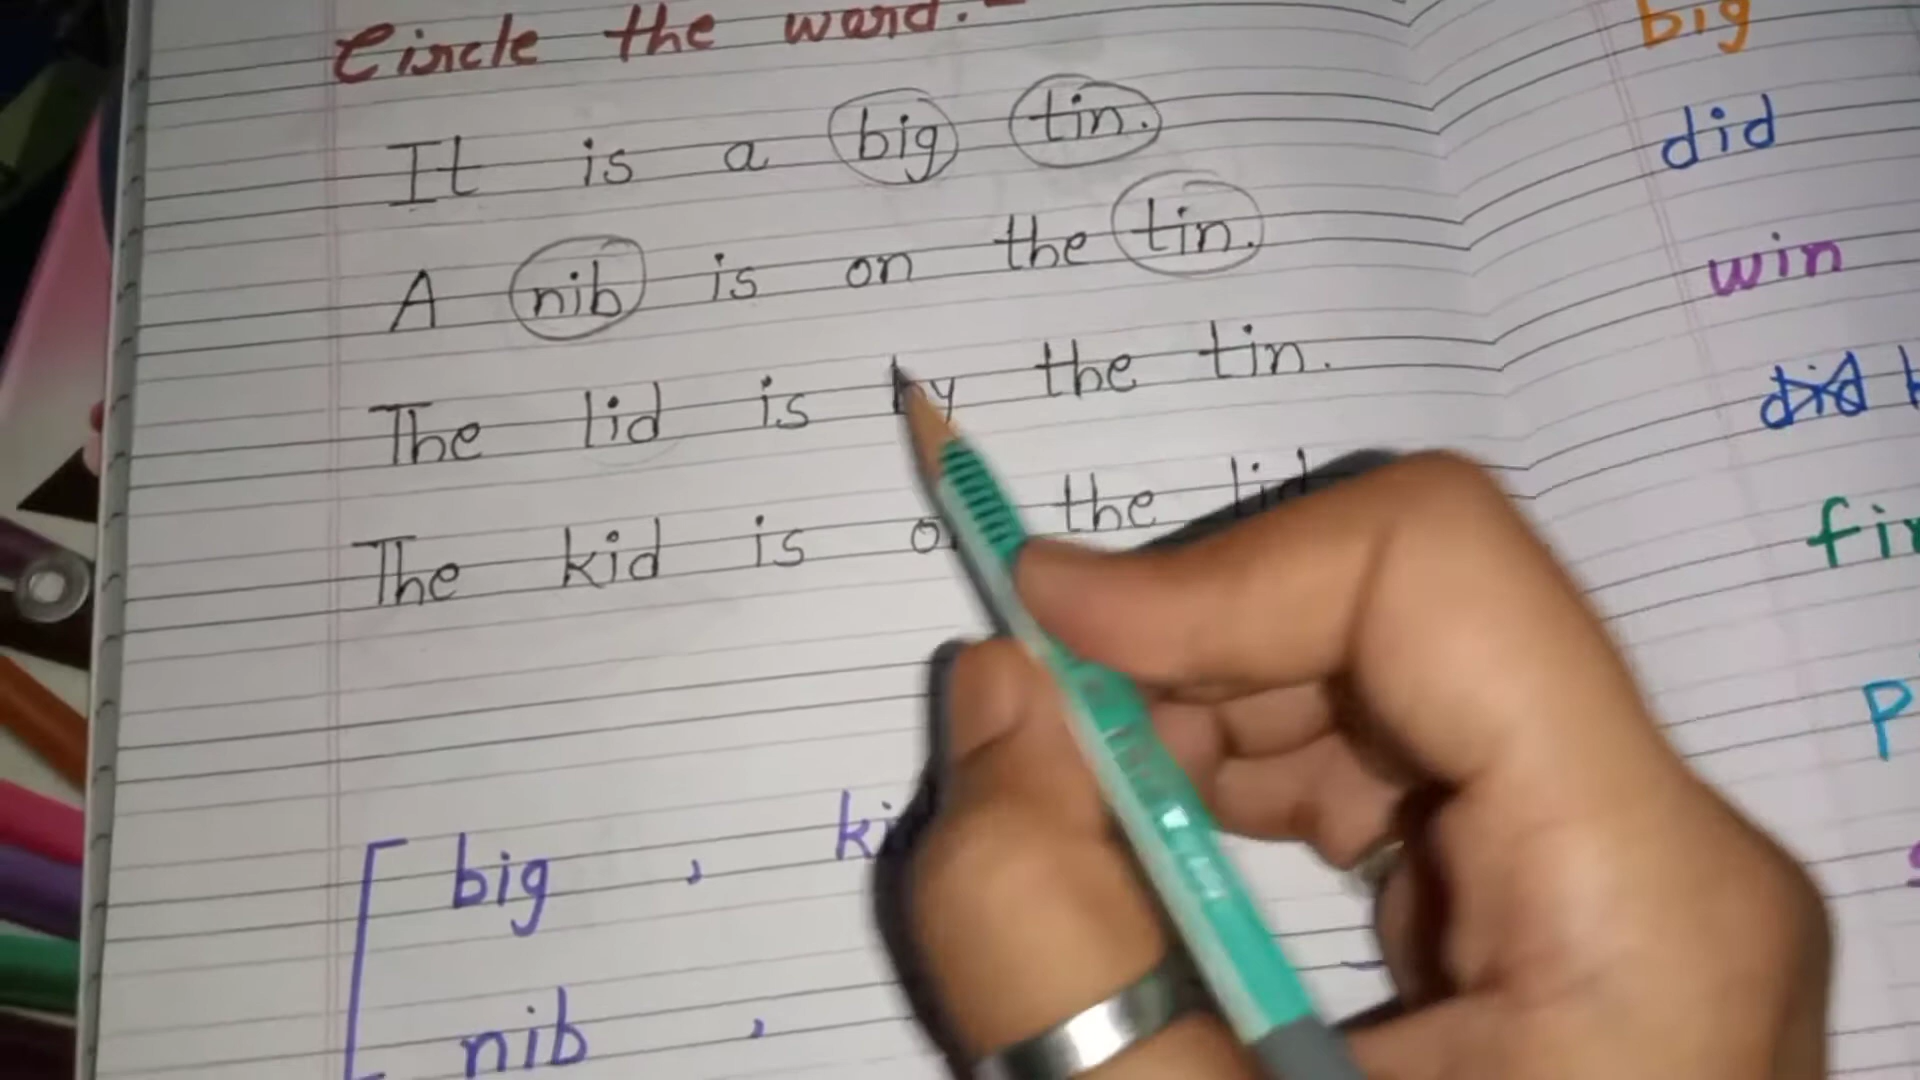 Circle the word.-
It is a big tin.
A nib is on the tin.
The lid is by the tin.
The kid is the lid
big ,
nib ,
big
did
win
did